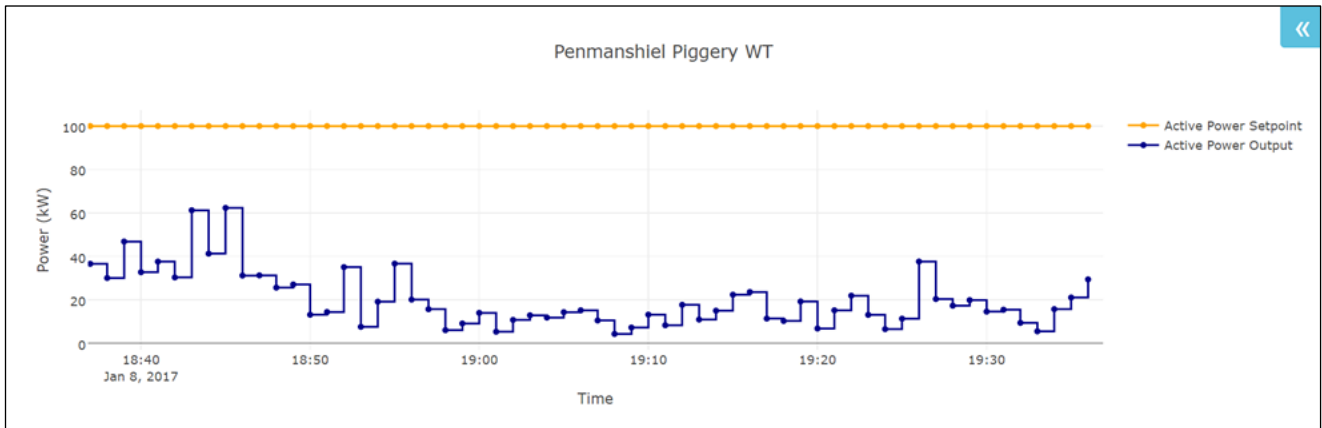 «
Penmanshiel Piggery WT
Active Power Setpoint
Active Power Output
Power (kW)
100
80
60
40
20
0
18:40 18:50 19:00 19:10 19:20 19:30
Jan 8, 2017
Time